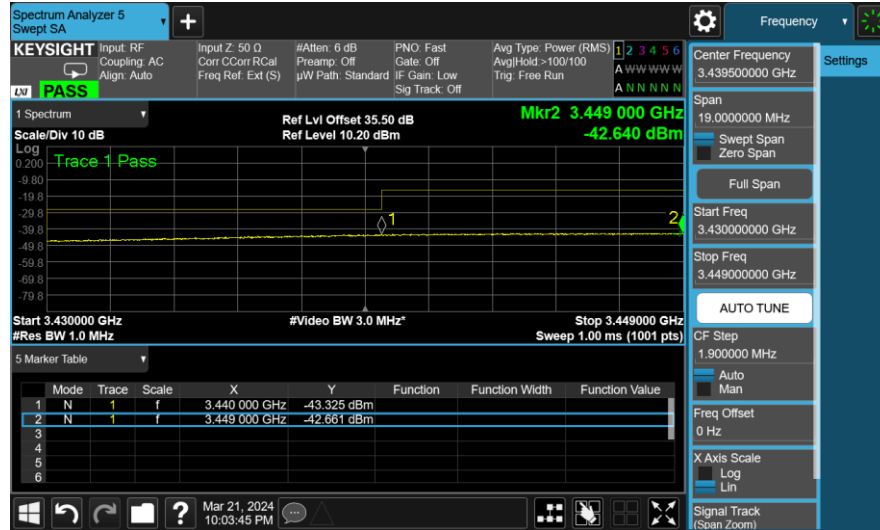 Spectrum Analyzer 5
Swept SA
+
Frequency
KEYSIGHT
Input: RF
Coupling: AC
Align: Auto
Input Z: 50 Ω
Corr CCorr RCal
Freq Ref: Ext (S)
#Atten: 6 dB
Preamp: Off
µW Path: Standard
PNO: Fast
Gate: Off
IF Gain: Low
Sig Track: Off
Avg Type: Power (RMS)
Avg|Hold:>100/100
Trig: Free Run
1 2 3 4 5 6
A W W W W W
A N N N N N
LXI PASS
1 Spectrum
Scale/Div 10 dB
Ref Lvl Offset 35.50 dB
Ref Level 10.20 dBm
Mkr2 3.449 000 GHz
-42.640 dBm
Log
Trace 1 Pass
0.200
-9.80
-19.8
-29.8
-39.8
-49.8
-59.8
-69.8
-79.8
1
2
Start 3.430000 GHz
#Video BW 3.0 MHz*
Stop 3.449000 GHz
#Res BW 1.0 MHz
Sweep 1.00 ms (1001 pts)
5 Marker Table
Mode Trace Scale X Y Function Function Width Function Value
1 N 1 f 3.440 000 GHz -43.325 dBm
2 N 1 f 3.449 000 GHz -42.661 dBm
3
4
5
6
?
Mar 21, 2024
10:03:45 PM
Center Frequency
3.439500000 GHz
Settings
Span
19.0000000 MHz
Swept Span
Zero Span
Full Span
Start Freq
3.430000000 GHz
Stop Freq
3.449000000 GHz
AUTO TUNE
CF Step
1.900000 MHz
Auto
Man
Freq Offset
0 Hz
X Axis Scale
Log
Lin
Signal Track
(Span Zoom)